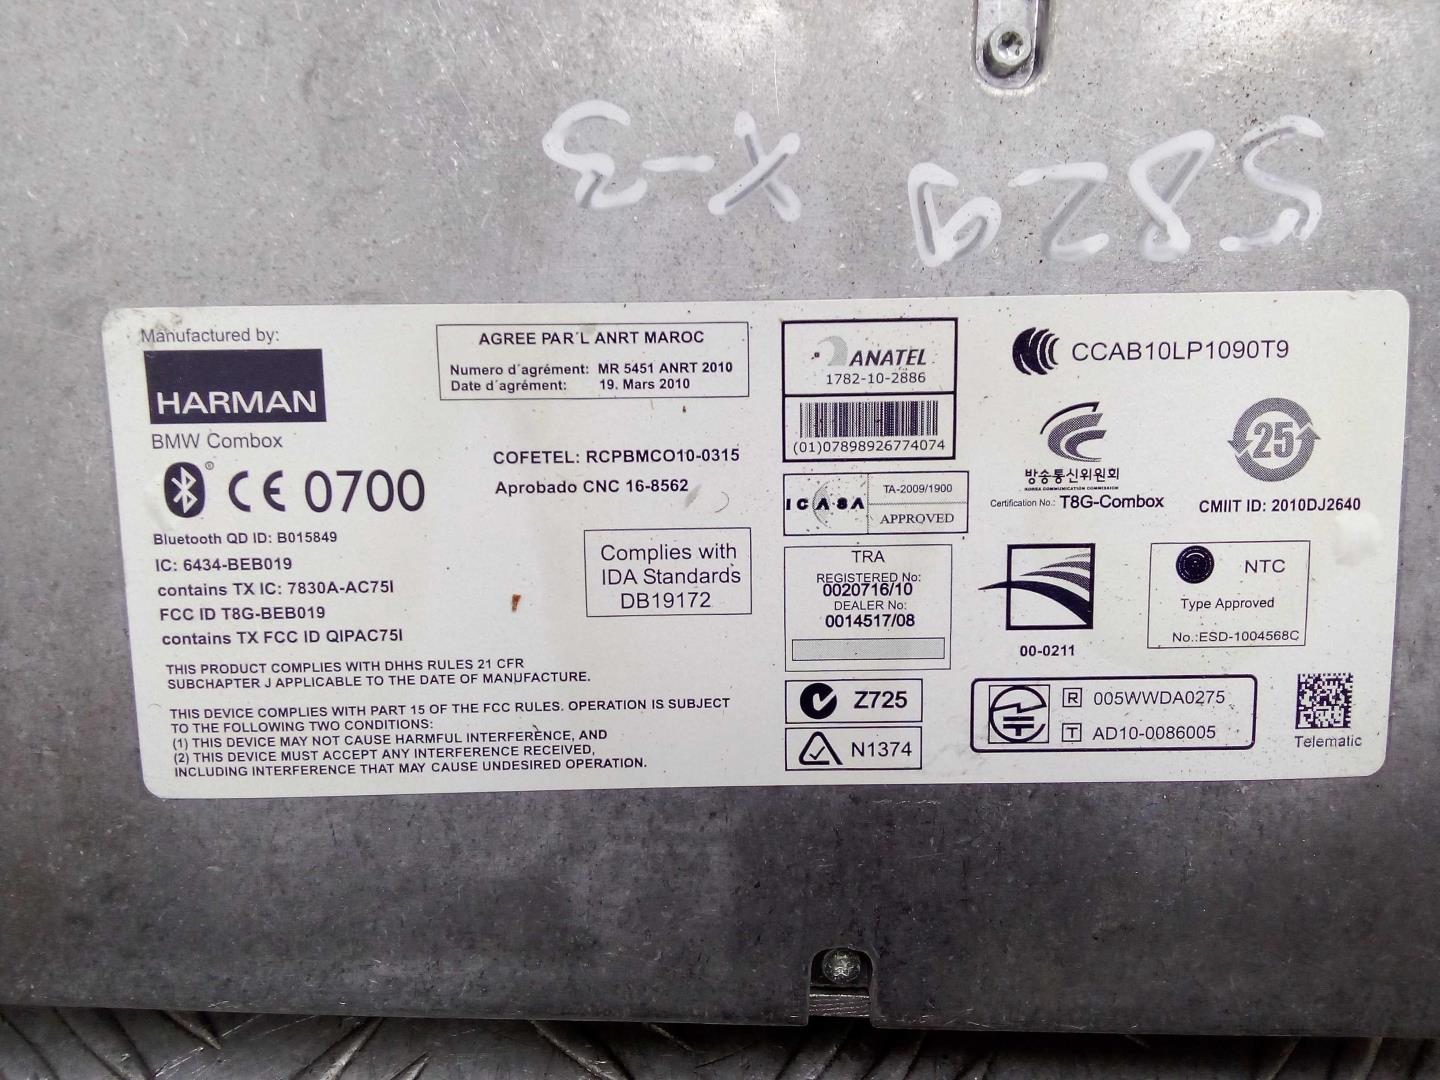 5829 X-3
Manufactured by:
HARMAN
BMW Combox
CE 0700
Bluetooth QD ID: B015849
IC: 6434-BEB019
contains TX IC: 7830A-AC75I
FCC ID T8G-BEB019
contains TX FCC ID QIPAC75I
THIS PRODUCT COMPLIES WITH DHHS RULES 21 CFR
SUBCHAPTER J APPLICABLE TO THE DATE OF MANUFACTURE.
THIS DEVICE COMPLIES WITH PART 15 OF THE FCC RULES. OPERATION IS SUBJECT
TO THE FOLLOWING TWO CONDITIONS:
(1) THIS DEVICE MAY NOT CAUSE HARMFUL INTERFERENCE, AND
(2) THIS DEVICE MUST ACCEPT ANY INTERFERENCE RECEIVED,
INCLUDING INTERFERENCE THAT MAY CAUSE UNDESIRED OPERATION.
AGREE PAR´L ANRT MAROC
Numero d´agrément: MR 5451 ANRT 2010
Date d´agrément: 19. Mars 2010
COFETEL: RCPBMCO10-0315
Aprobado CNC 16-8562
Complies with
IDA Standards
DB19172
ANATEL
1782-10-2886
(01)07898926774074
ICASA
TA-2009/1900
APPROVED
TRA
REGISTERED No:
0020716/10
DEALER No:
0014517/08
Z725
N1374
CCAB10LP1090T9
방송통신위원회
KOREA COMMUNICATIONS COMMISSION
Certification No.: T8G-Combox
25
CMIIT ID: 2010DJ2640
00-0211
NTC
Type Approved
No.:ESD-1004568C
R 005WWDA0275
T AD10-0086005
Telematic